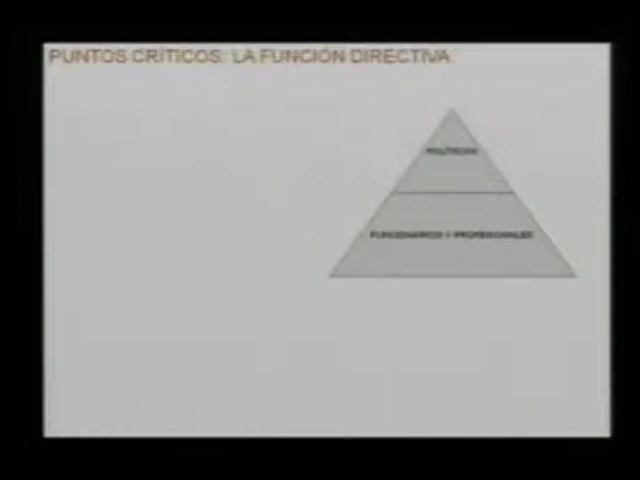 PUNTOS CRÍTICOS: LA FUNCIÓN DIRECTIVA
POLÍTICOS
FUNCIONARIOS Y PROFESIONALES